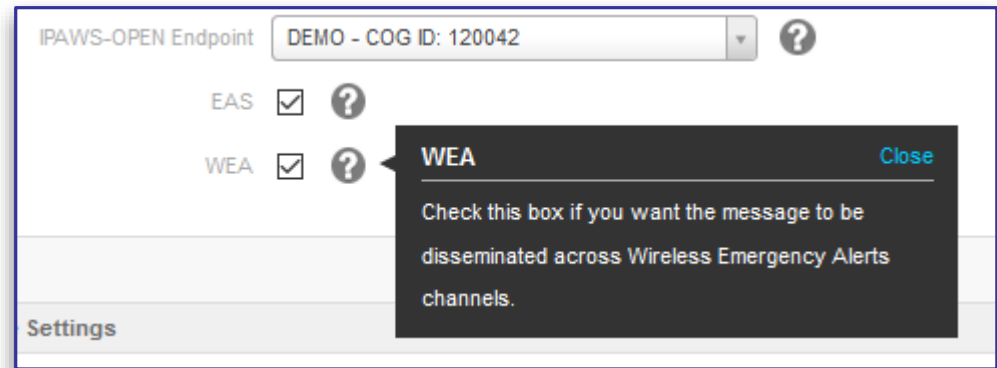 IPAWS-OPEN Endpoint DEMO - COG ID: 120042 ?
EAS ?
WEA ?
WEA Close
Check this box if you want the message to be
disseminated across Wireless Emergency Alerts
channels.
Settings